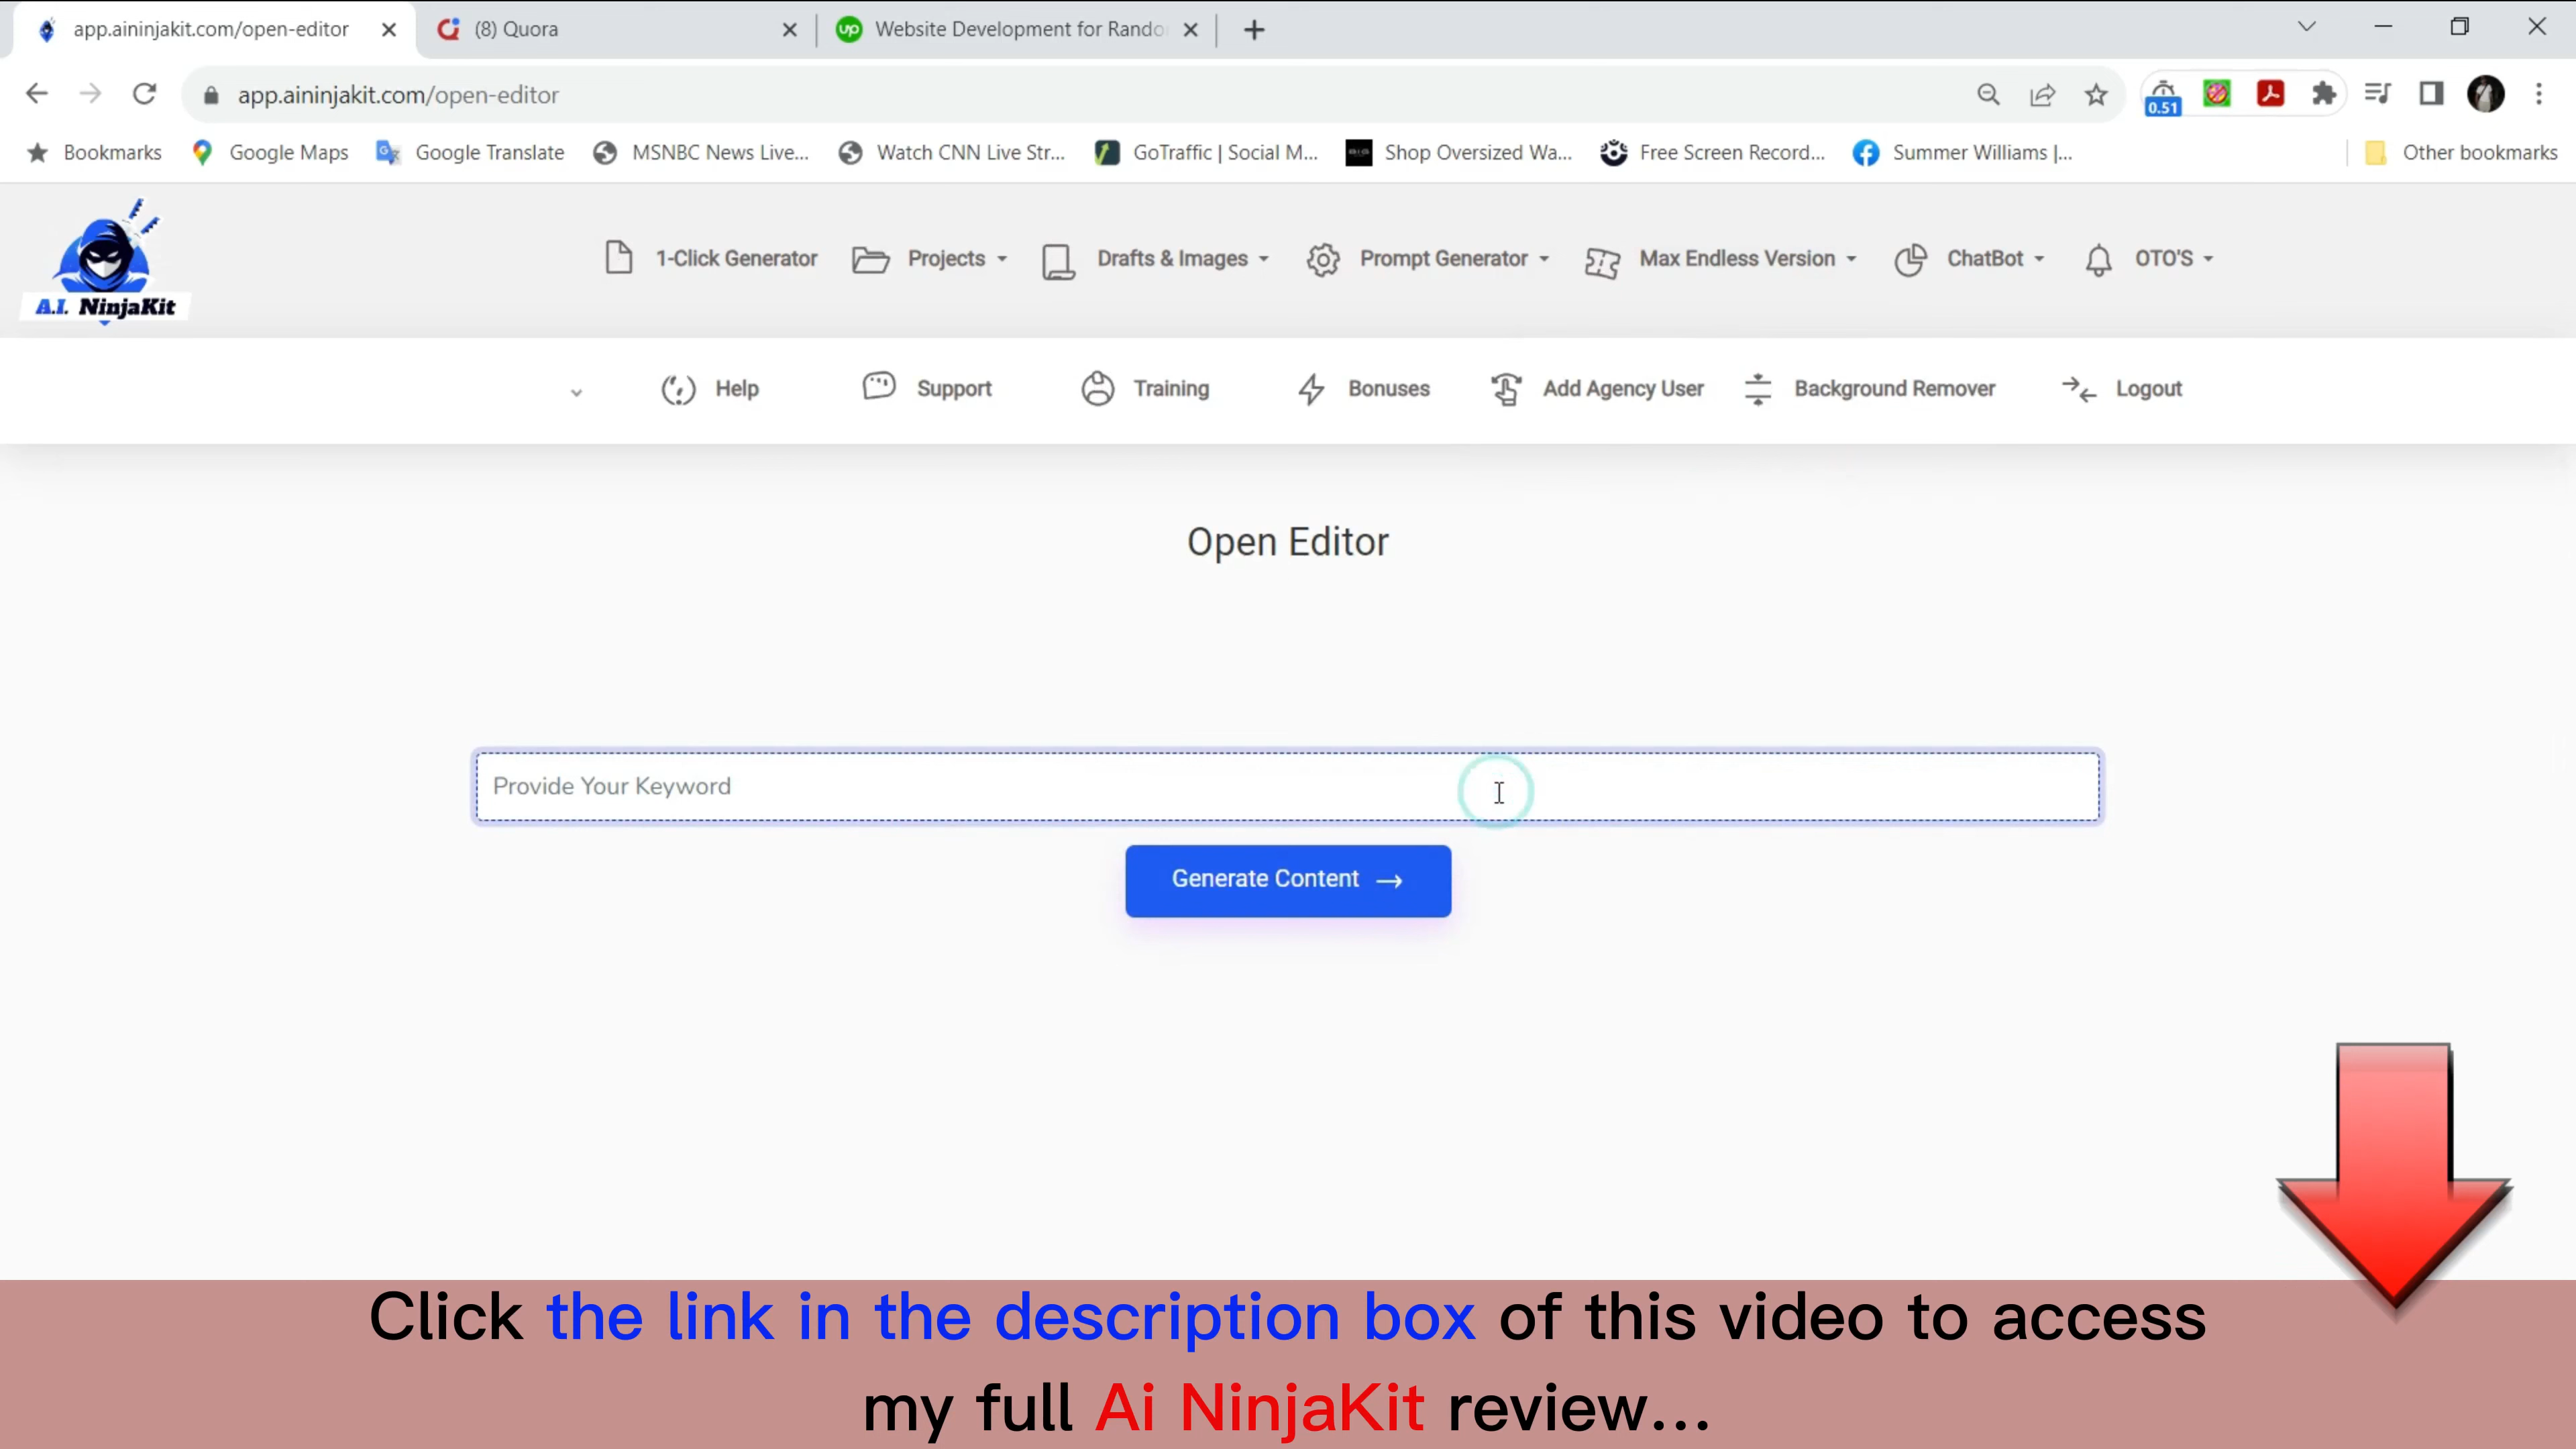 app.aininjakit.com/open-editor (8) Quora Website Development for Rando
app.aininjakit.com/open-editor 0.51
Bookmarks Google Maps Google Translate MSNBC News Live... Watch CNN Live Str... GoTraffic | Social M... Shop Oversized Wa... Free Screen Record... Summer Williams |... Other bookmarks
A.I. NinjaKit
1-Click Generator Projects Drafts & Images Prompt Generator Max Endless Version ChatBot OTO'S
Help Support Training Bonuses Add Agency User Background Remover Logout
Open Editor
Provide Your Keyword
Generate Content →
Click the link in the description box of this video to access
my full Ai NinjaKit review...